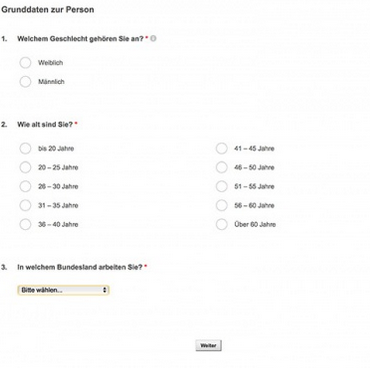 Grunddaten zur Person
1. Welchem Geschlecht gehören Sie an? *
Weiblich
Männlich
2. Wie alt sind Sie? *
bis 20 Jahre
20 – 25 Jahre
26 – 30 Jahre
31 – 35 Jahre
36 – 40 Jahre
41 – 45 Jahre
46 – 50 Jahre
51 – 55 Jahre
56 – 60 Jahre
Über 60 Jahre
3. In welchem Bundesland arbeiten Sie? *
Bitte wählen...
Weiter